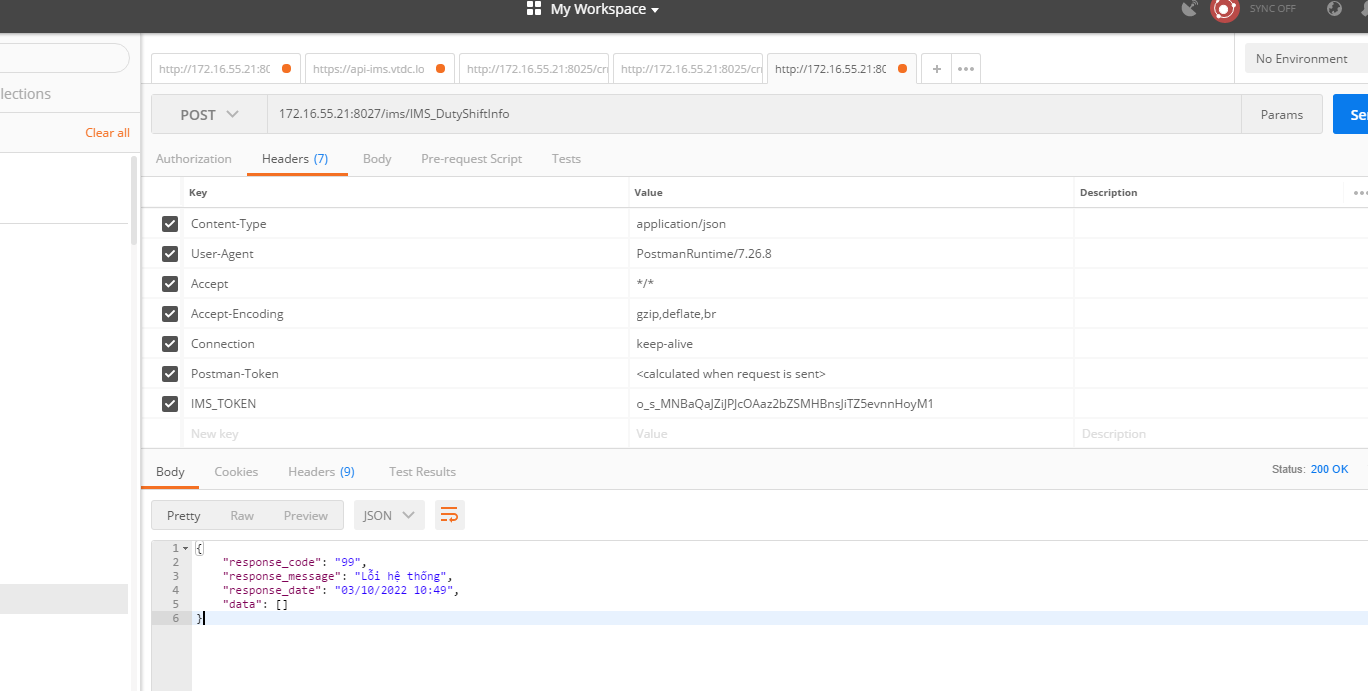 My Workspace
SYNC OFF
http://172.16.55.21:80
https://api-ims.vtdc.lo
http://172.16.55.21:8025/crr
http://172.16.55.21:8025/crr
http://172.16.55.21:80
No Environment
lections
Clear all
POST
172.16.55.21:8027/ims/IMS_DutyShiftInfo
Params
Authorization
Headers (7)
Body
Pre-request Script
Tests
Key Value Description
Content-Type application/json
User-Agent PostmanRuntime/7.26.8
Accept */*
Accept-Encoding gzip,deflate,br
Connection keep-alive
Postman-Token <calculated when request is sent>
IMS_TOKEN o_s_MNBaQaJZiJPJcOAaz2bZSMHBnsJiTZ5evnnHoyM1
New key Value Description
Body Cookies Headers (9) Test Results
Status: 200 OK
Pretty Raw Preview JSON
1 {
2 "response_code": "99",
3 "response_message": "Lỗi hệ thống",
4 "response_date": "03/10/2022 10:49",
5 "data": []
6 }